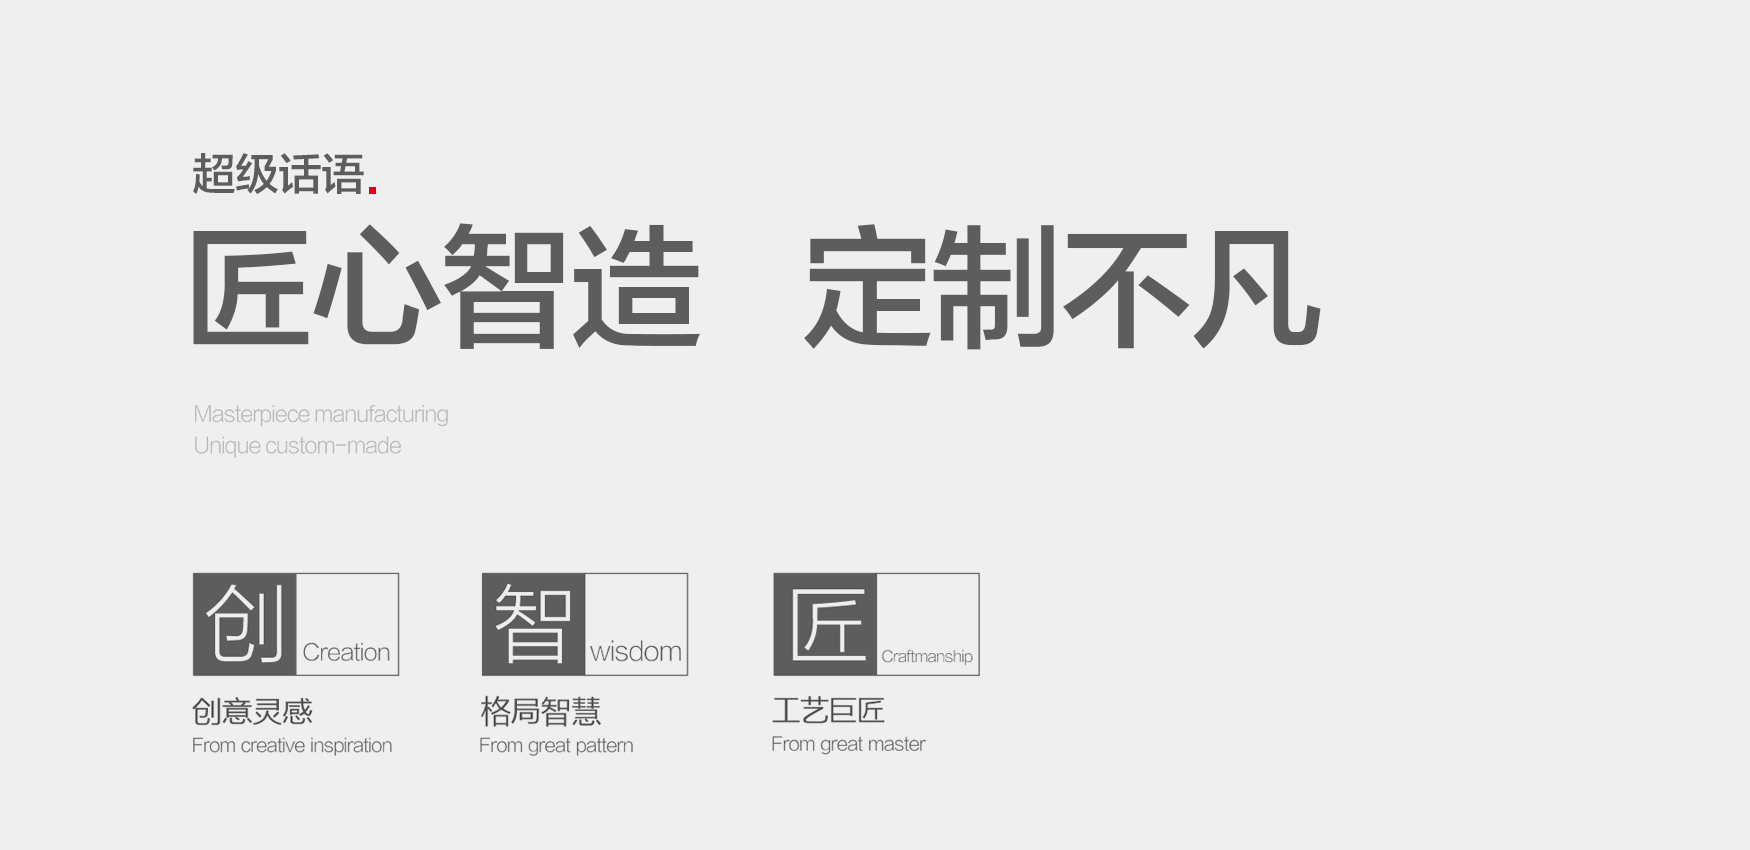 超级话语.
匠心智造 定制不凡
Masterpiece manufacturing
Unique custom-made
创 Creation
创意灵感
From creative inspiration
智 wisdom
格局智慧
From great pattern
匠 Craftmanship
工艺巨匠
From great master